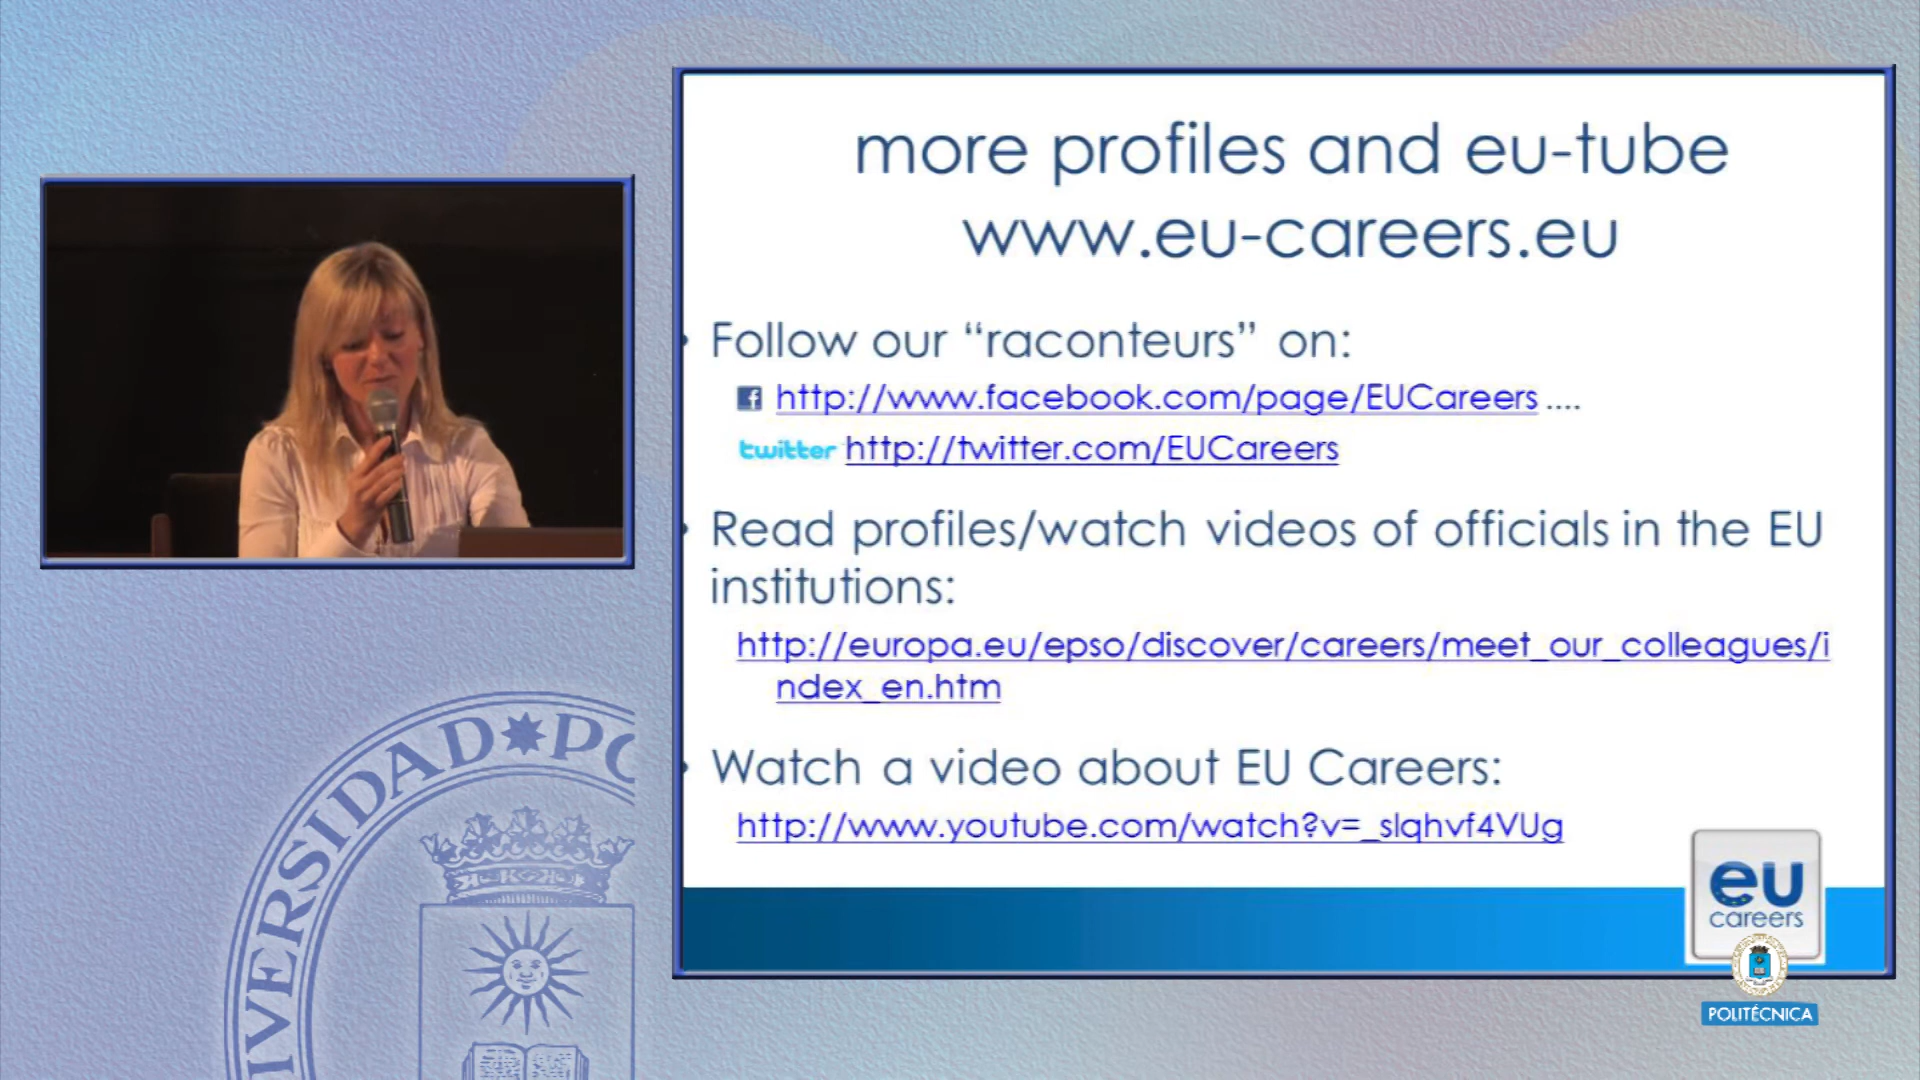 more profiles and eu-tube
www.eu-careers.eu
• Follow our “raconteurs” on:
f http://www.facebook.com/page/EUCareers ....
twitter http://twitter.com/EUCareers
• Read profiles/watch videos of officials in the EU
institutions:
http://europa.eu/epso/discover/careers/meet_our_colleagues/i
ndex_en.htm
• Watch a video about EU Careers:
http://www.youtube.com/watch?v=_slqhvf4VUg
eu
careers
POLITÉCNICA
IVERSIDAD PO